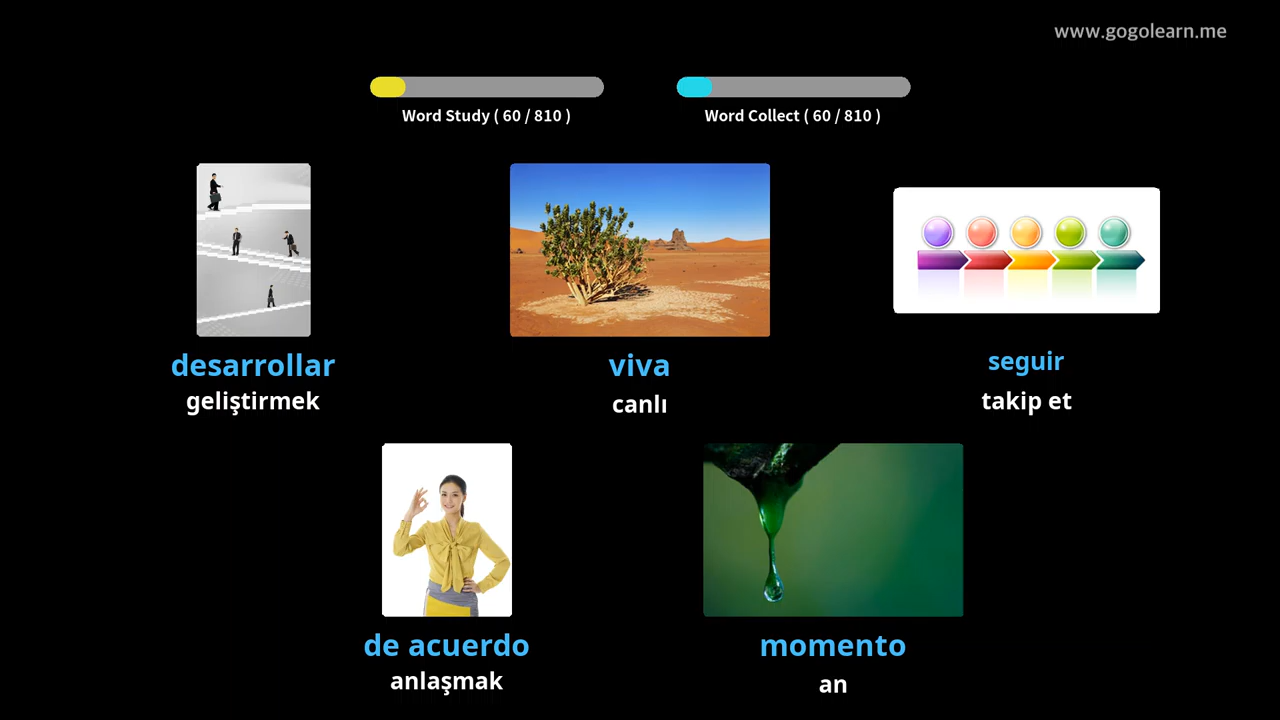 www.gogolearn.me
Word Study ( 60 / 810 )
Word Collect ( 60 / 810 )
desarrollar
geliştirmek
viva
canlı
seguir
takip et
de acuerdo
anlaşmak
momento
an